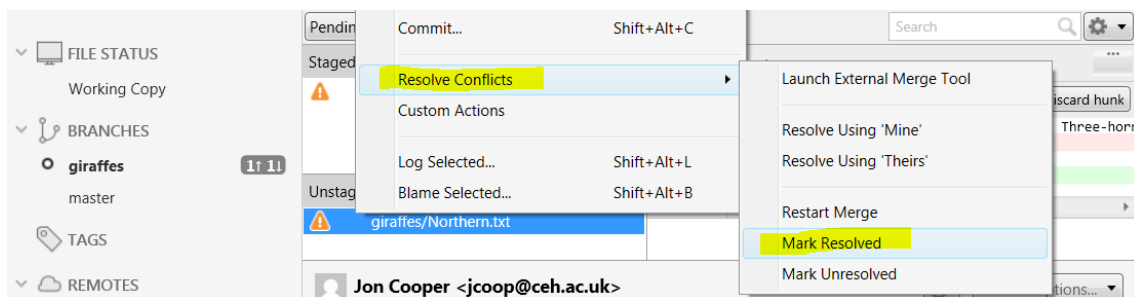 FILE STATUS
Working Copy
BRANCHES
giraffes 1↑ 1↓
master
TAGS
REMOTES
Pendin
Staged
Unstag
giraffes/Northern.txt
Jon Cooper <jcoop@ceh.ac.uk>
Commit... Shift+Alt+C
Resolve Conflicts
Custom Actions
Log Selected... Shift+Alt+L
Blame Selected... Shift+Alt+B
Launch External Merge Tool
Resolve Using 'Mine'
Resolve Using 'Theirs'
Restart Merge
Mark Resolved
Mark Unresolved
Search
iscard hunk
Three-horn
tions...